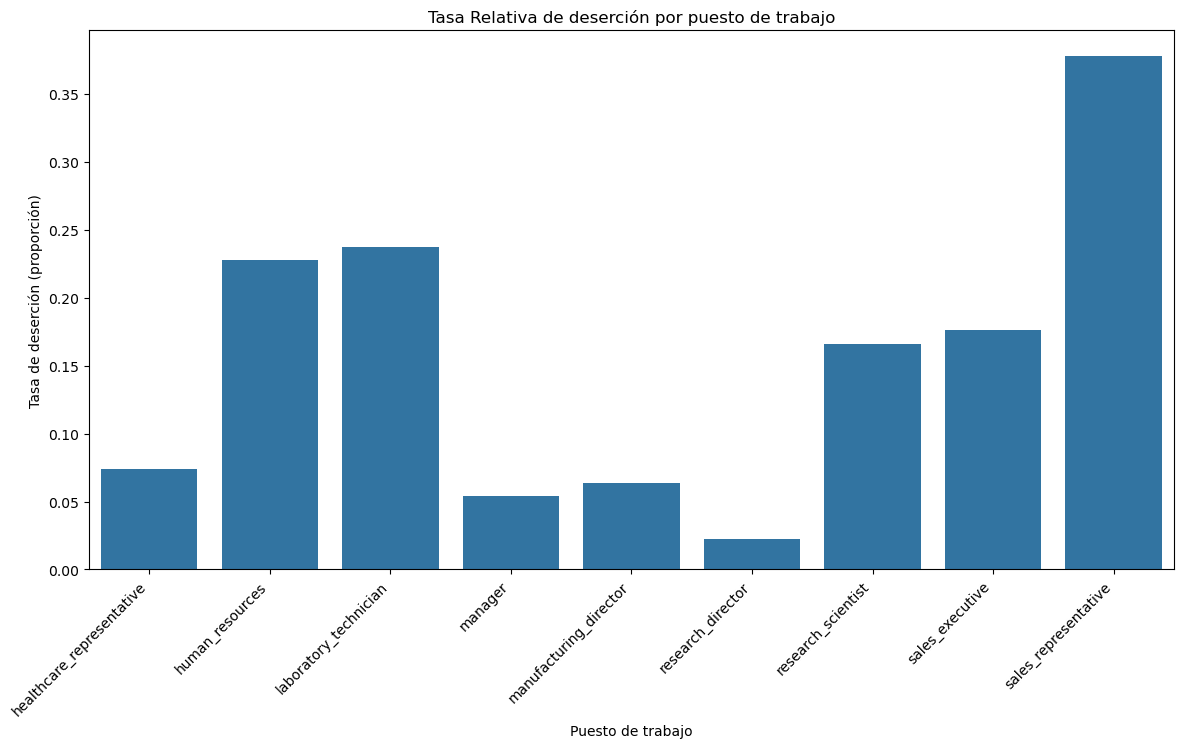 Tasa Relativa de deserción por puesto de trabajo
Tasa de deserción (proporción)
0.35
0.30
0.25
0.20
0.15
0.10
0.05
0.00
healthcare_representative
human_resources
laboratory_technician
manager
manufacturing_director
research_director
research_scientist
sales_executive
sales_representative
Puesto de trabajo